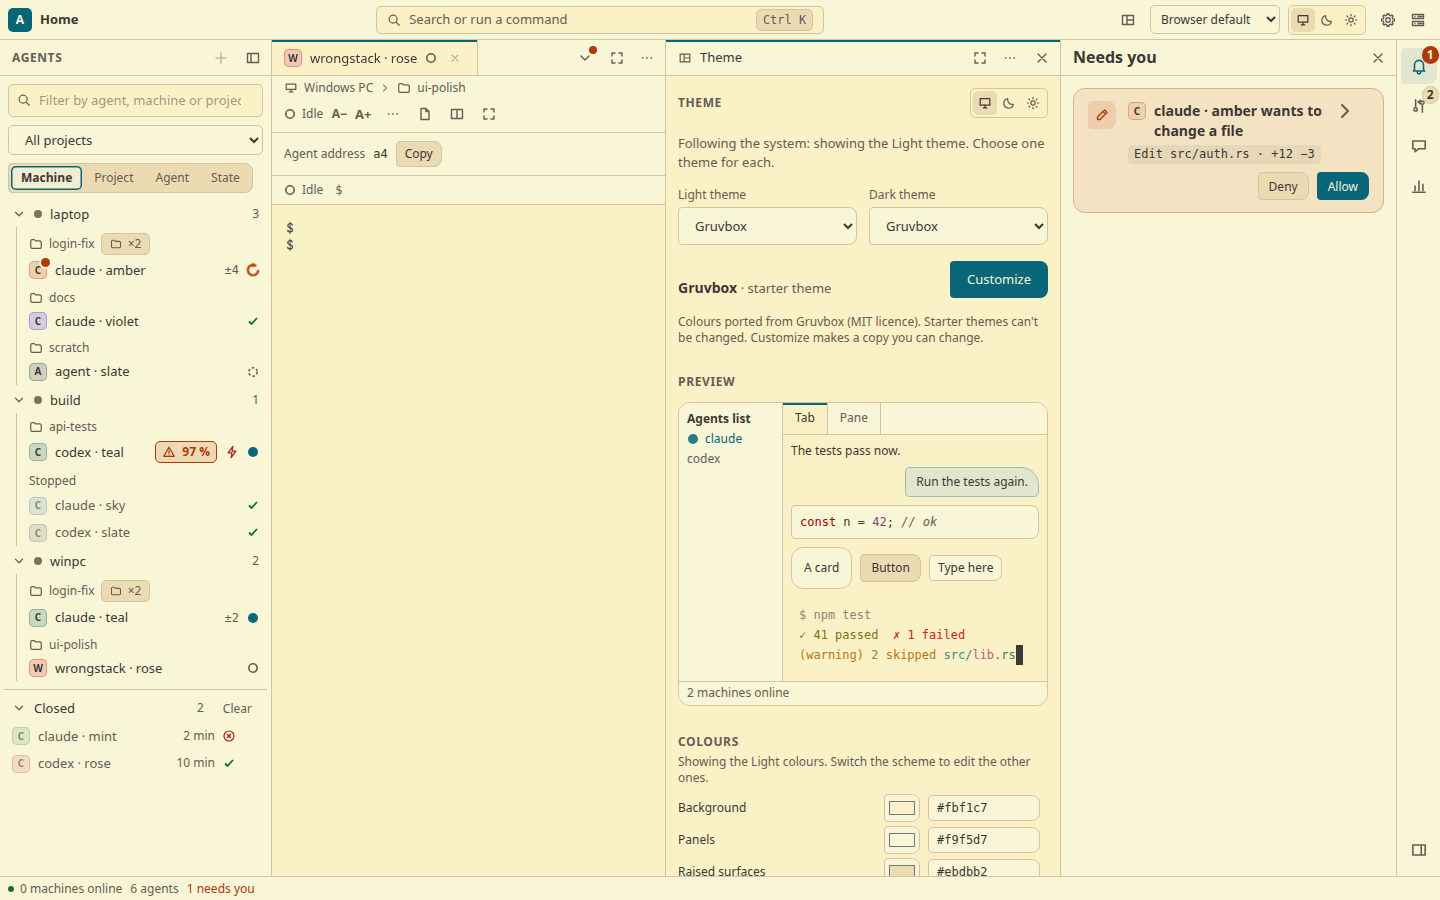 A Home
Search or run a command Ctrl K
Browser default
AGENTS
Filter by agent, machine or projec
All projects
Machine Project Agent State
laptop 3
login-fix ×2
C claude · amber ±4
docs
C claude · violet
scratch
A agent · slate
build 1
api-tests
C codex · teal 97 %
Stopped
C claude · sky
C codex · slate
winpc 2
login-fix ×2
C claude · teal ±2
ui-polish
W wrongstack · rose
Closed 2 Clear
C claude · mint 2 min
C codex · rose 10 min
W wrongstack · rose
Windows PC ui-polish
Idle A− A+
Agent address a4 Copy
Idle $
$
$
Theme
THEME
Following the system: showing the Light theme. Choose one
theme for each.
Light theme Dark theme
Gruvbox Gruvbox
Gruvbox · starter theme Customize
Colours ported from Gruvbox (MIT licence). Starter themes can't
be changed. Customize makes a copy you can change.
PREVIEW
Agents list
claude
codex
Tab Pane
The tests pass now.
Run the tests again.
const n = 42; // ok
A card Button Type here
$ npm test
✓ 41 passed ✗ 1 failed
(warning) 2 skipped src/lib.rs
2 machines online
COLOURS
Showing the Light colours. Switch the scheme to edit the other
ones.
Background #fbf1c7
Panels #f9f5d7
Raised surfaces #ebdbb2
Needs you
C claude · amber wants to
change a file
Edit src/auth.rs · +12 −3
Deny Allow
1
2
0 machines online 6 agents 1 needs you